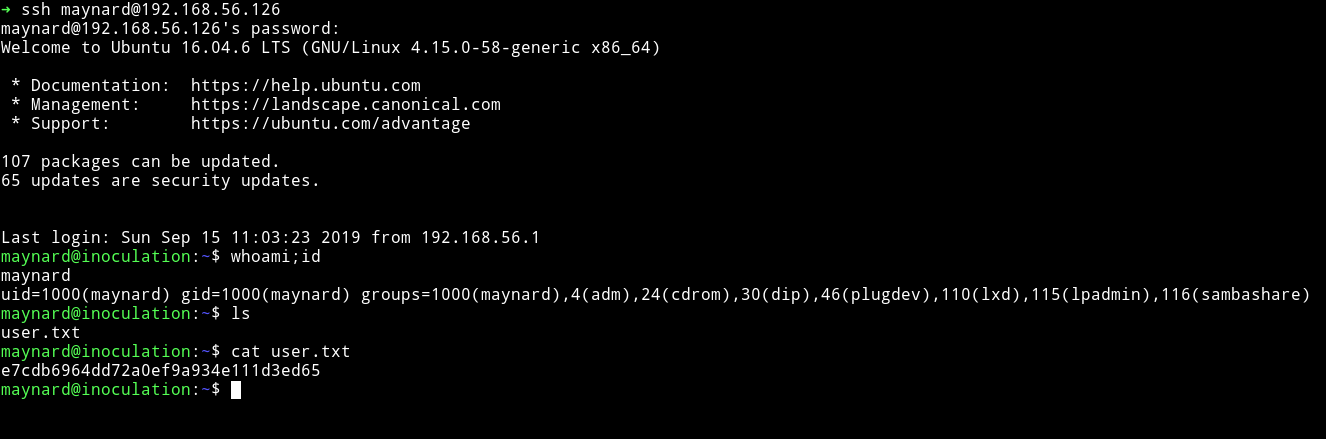 → ssh maynard@192.168.56.126
maynard@192.168.56.126's password:
Welcome to Ubuntu 16.04.6 LTS (GNU/Linux 4.15.0-58-generic x86_64)
* Documentation:  https://help.ubuntu.com
* Management:     https://landscape.canonical.com
* Support:        https://ubuntu.com/advantage
107 packages can be updated.
65 updates are security updates.
Last login: Sun Sep 15 11:03:23 2019 from 192.168.56.1
maynard@inoculation:~$ whoami;id
maynard
uid=1000(maynard) gid=1000(maynard) groups=1000(maynard),4(adm),24(cdrom),30(dip),46(plugdev),110(lxd),115(lpadmin),116(sambashare)
maynard@inoculation:~$ ls
user.txt
maynard@inoculation:~$ cat user.txt
e7cdb6964dd72a0ef9a934e111d3ed65
maynard@inoculation:~$